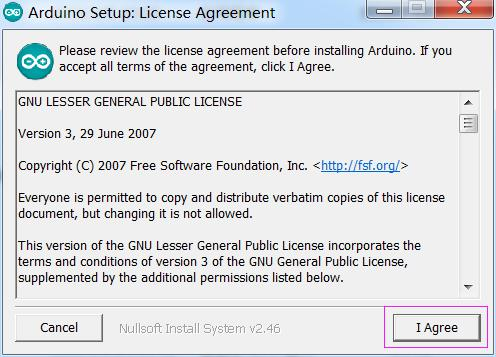 Arduino Setup: License Agreement
Please review the license agreement before installing Arduino. If you
accept all terms of the agreement, click I Agree.
GNU LESSER GENERAL PUBLIC LICENSE
Version 3, 29 June 2007
Copyright (C) 2007 Free Software Foundation, Inc. <http://fsf.org/>
Everyone is permitted to copy and distribute verbatim copies of this license
document, but changing it is not allowed.
This version of the GNU Lesser General Public License incorporates the
terms and conditions of version 3 of the GNU General Public License,
supplemented by the additional permissions listed below.
Cancel
Nullsoft Install System v2.46
I Agree